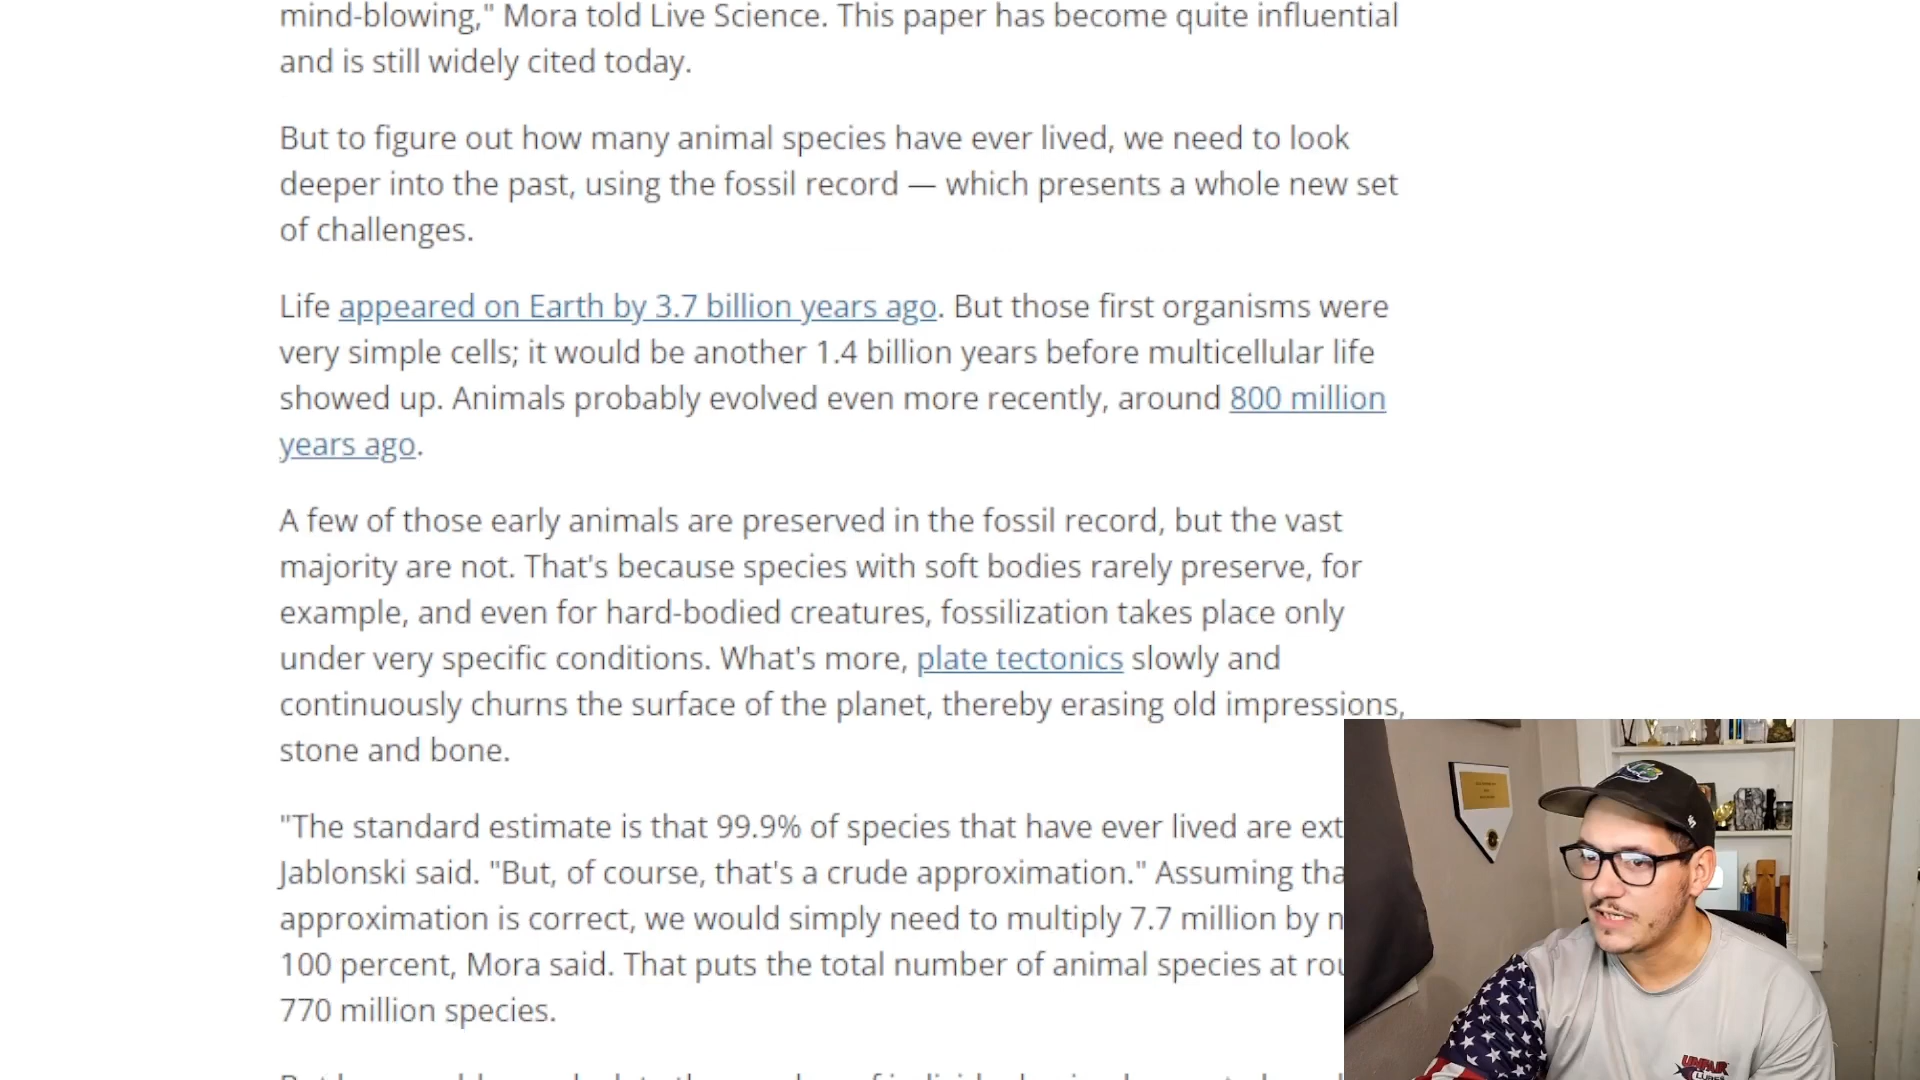 mind-blowing," Mora told Live Science. This paper has become quite influential
and is still widely cited today.
But to figure out how many animal species have ever lived, we need to look
deeper into the past, using the fossil record — which presents a whole new set
of challenges.
Life appeared on Earth by 3.7 billion years ago. But those first organisms were
very simple cells; it would be another 1.4 billion years before multicellular life
showed up. Animals probably evolved even more recently, around 800 million
years ago.
A few of those early animals are preserved in the fossil record, but the vast
majority are not. That's because species with soft bodies rarely preserve, for
example, and even for hard-bodied creatures, fossilization takes place only
under very specific conditions. What's more, plate tectonics slowly and
continuously churns the surface of the planet, thereby erasing old impressions,
stone and bone.
"The standard estimate is that 99.9% of species that have ever lived are ext
Jablonski said. "But, of course, that's a crude approximation." Assuming tha
approximation is correct, we would simply need to multiply 7.7 million by n
100 percent, Mora said. That puts the total number of animal species at rou
770 million species.
UNFAIR
LURES